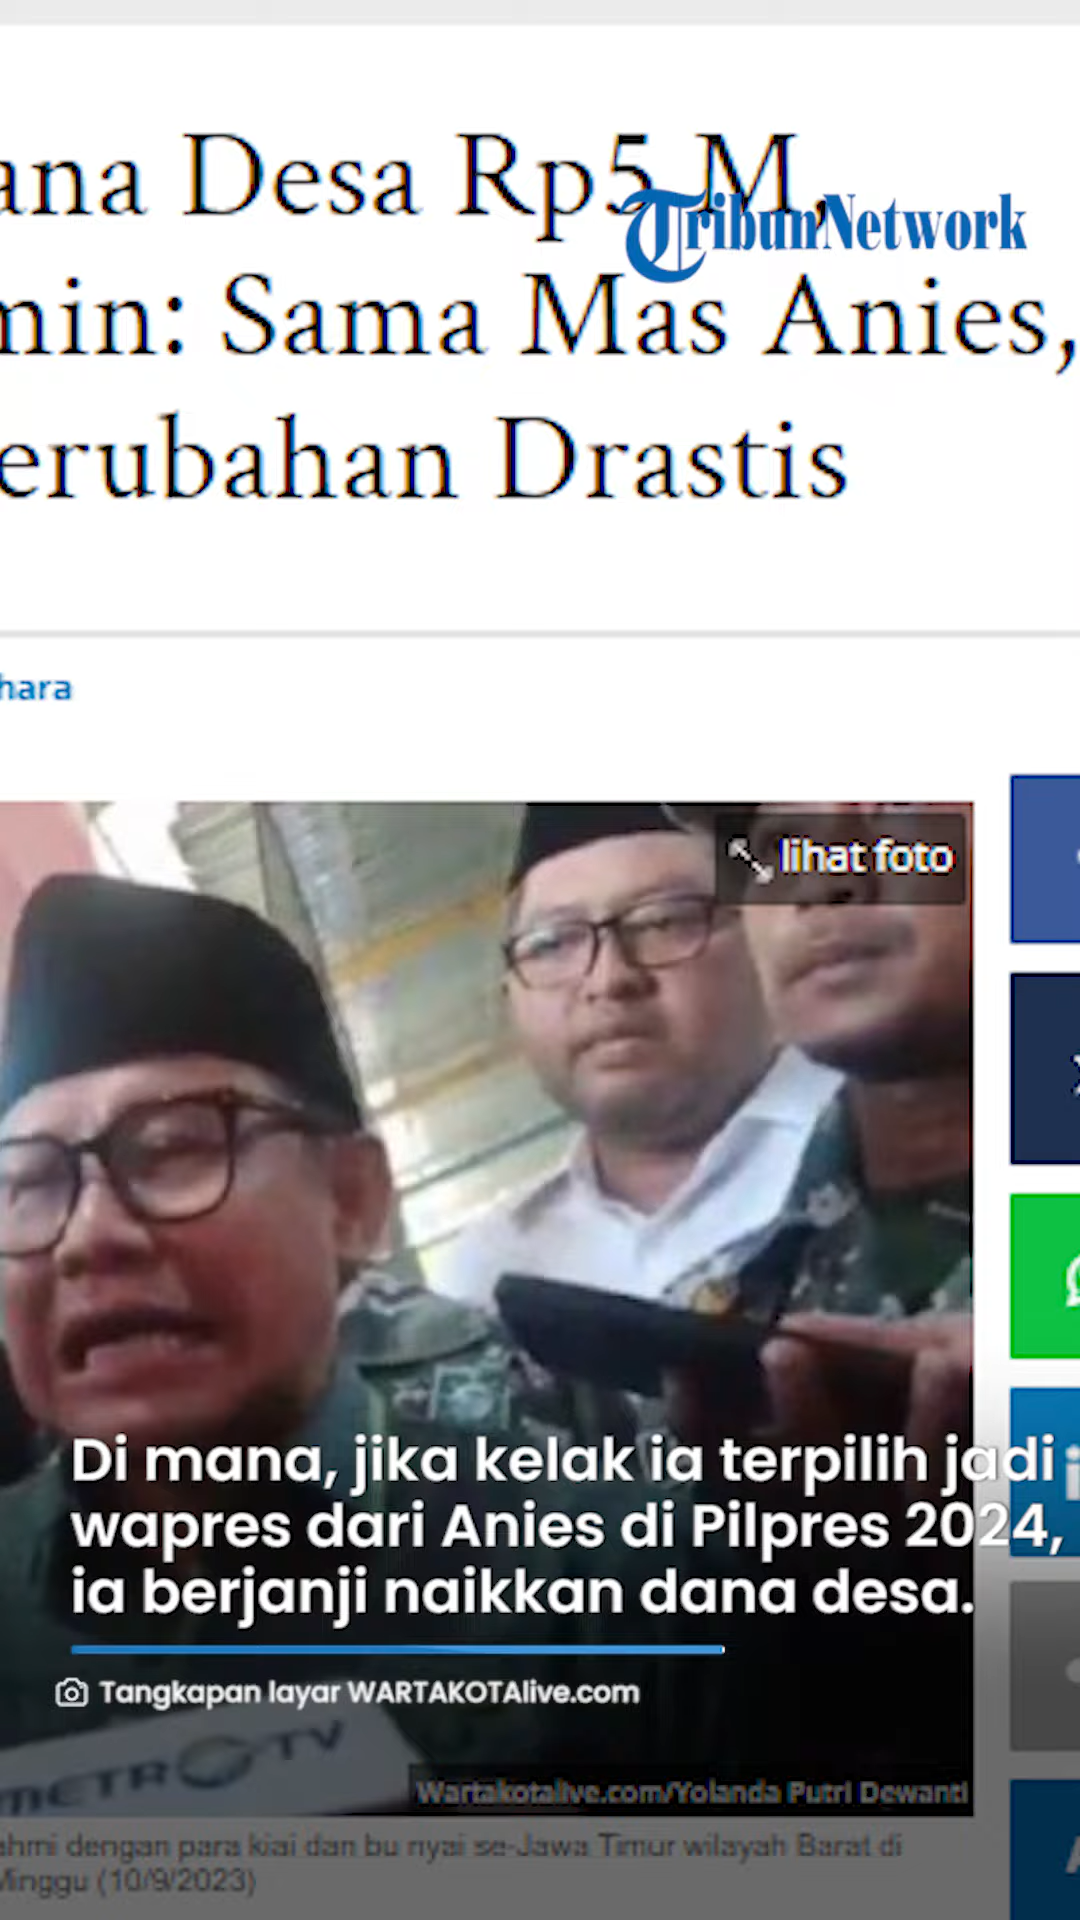 ana Desa Rp5 M,
TribunNetwork
min: Sama Mas Anies,
erubahan Drastis
hara
lihat foto
Di mana, jika kelak ia terpilih jadi
wapres dari Anies di Pilpres 2024,
ia berjanji naikkan dana desa.
Tangkapan layar WARTAKOTAlive.com
METRO TV
Wartakotalive.com/Yolanda Putri Dewanti
ahmi dengan para kiai dan bu nyai se-Jawa Timur wilayah Barat di
Minggu (10/9/2023)